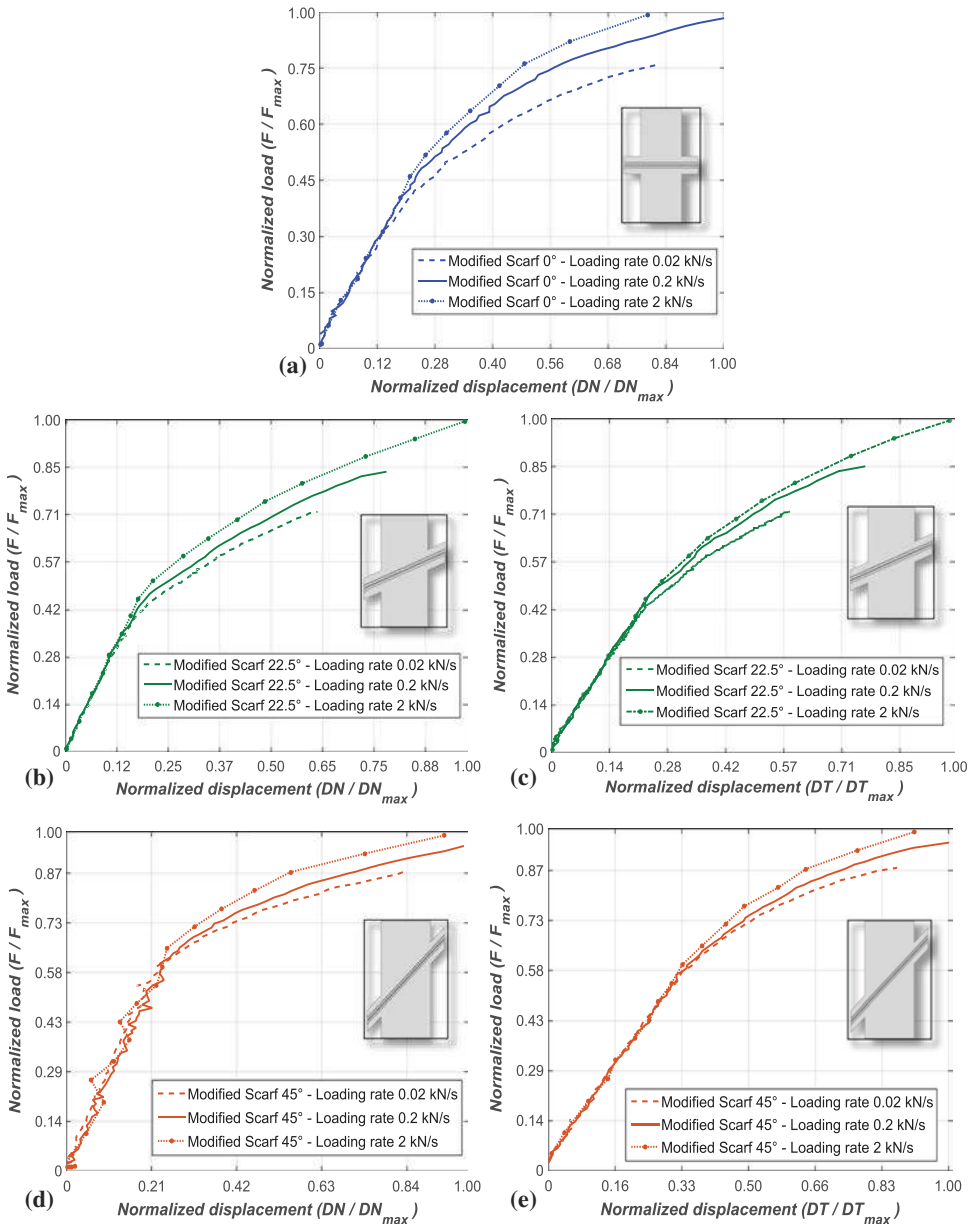 1.00
0.75
0.60
0.45
0.30
0.15
0
Normalized load (F / Fmax)
Modified Scarf 0° - Loading rate 0.02 kN/s
Modified Scarf 0° - Loading rate 0.2 kN/s
Modified Scarf 0° - Loading rate 2 kN/s
0 0.12 0.28 0.40 0.56 0.68 0.84 1.00
(a)
Normalized displacement (DN / DNmax)
1.00
0.85
0.71
0.57
0.42
0.28
0.14
0
Normalized load (F / Fmax)
Modified Scarf 22.5° - Loading rate 0.02 kN/s
Modified Scarf 22.5° - Loading rate 0.2 kN/s
Modified Scarf 22.5° - Loading rate 2 kN/s
0 0.12 0.25 0.37 0.50 0.65 0.77 1.00
(b)
Normalized displacement (DN / DNmax)
1.00
0.85
0.71
0.57
0.42
0.28
0.14
0
Normalized load (F / Fmax)
Modified Scarf 22.5° - Loading rate 0.02 kN/s
Modified Scarf 22.5° - Loading rate 0.2 kN/s
Modified Scarf 22.5° - Loading rate 2 kN/s
0 0.14 0.28 0.42 0.57 0.71 0.85 1.00
(c)
Normalized displacement (DT / DTmax)
1.00
0.87
0.73
0.58
0.43
0.29
0.14
0
Normalized load (F / Fmax)
Modified Scarf 45° - Loading rate 0.02 kN/s
Modified Scarf 45° - Loading rate 0.2 kN/s
Modified Scarf 45° - Loading rate 2 kN/s
0 0.21 0.42 0.63 0.84 1.00
(d)
Normalized displacement (DN / DNmax)
1.00
0.87
0.73
0.58
0.43
0.29
0.14
0
Normalized load (F / Fmax)
Modified Scarf 45° - Loading rate 0.02 kN/s
Modified Scarf 45° - Loading rate 0.2 kN/s
Modified Scarf 45° - Loading rate 2 kN/s
0 0.16 0.33 0.49 0.63 0.83 1.00
(e)
Normalized displacement (DT / DTmax)